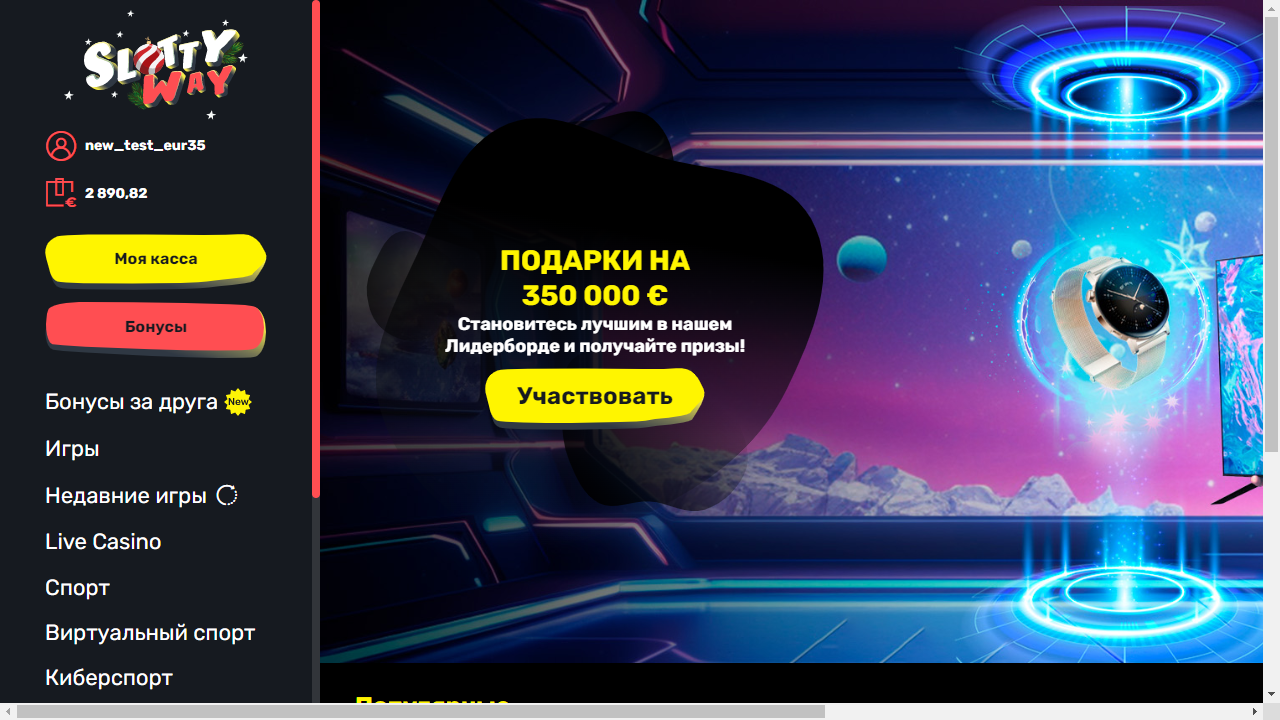 SLOTTY
WAY
new_test_eur35
€
2 890,82
Моя касса
Бонусы
Бонусы за друга New
Игры
Недавние игры
Live Casino
Спорт
Виртуальный спорт
Киберспорт
ПОДАРКИ НА
350 000 €
Становитесь лучшим в нашем
Лидерборде и получайте призы!
Участвовать
Популярные